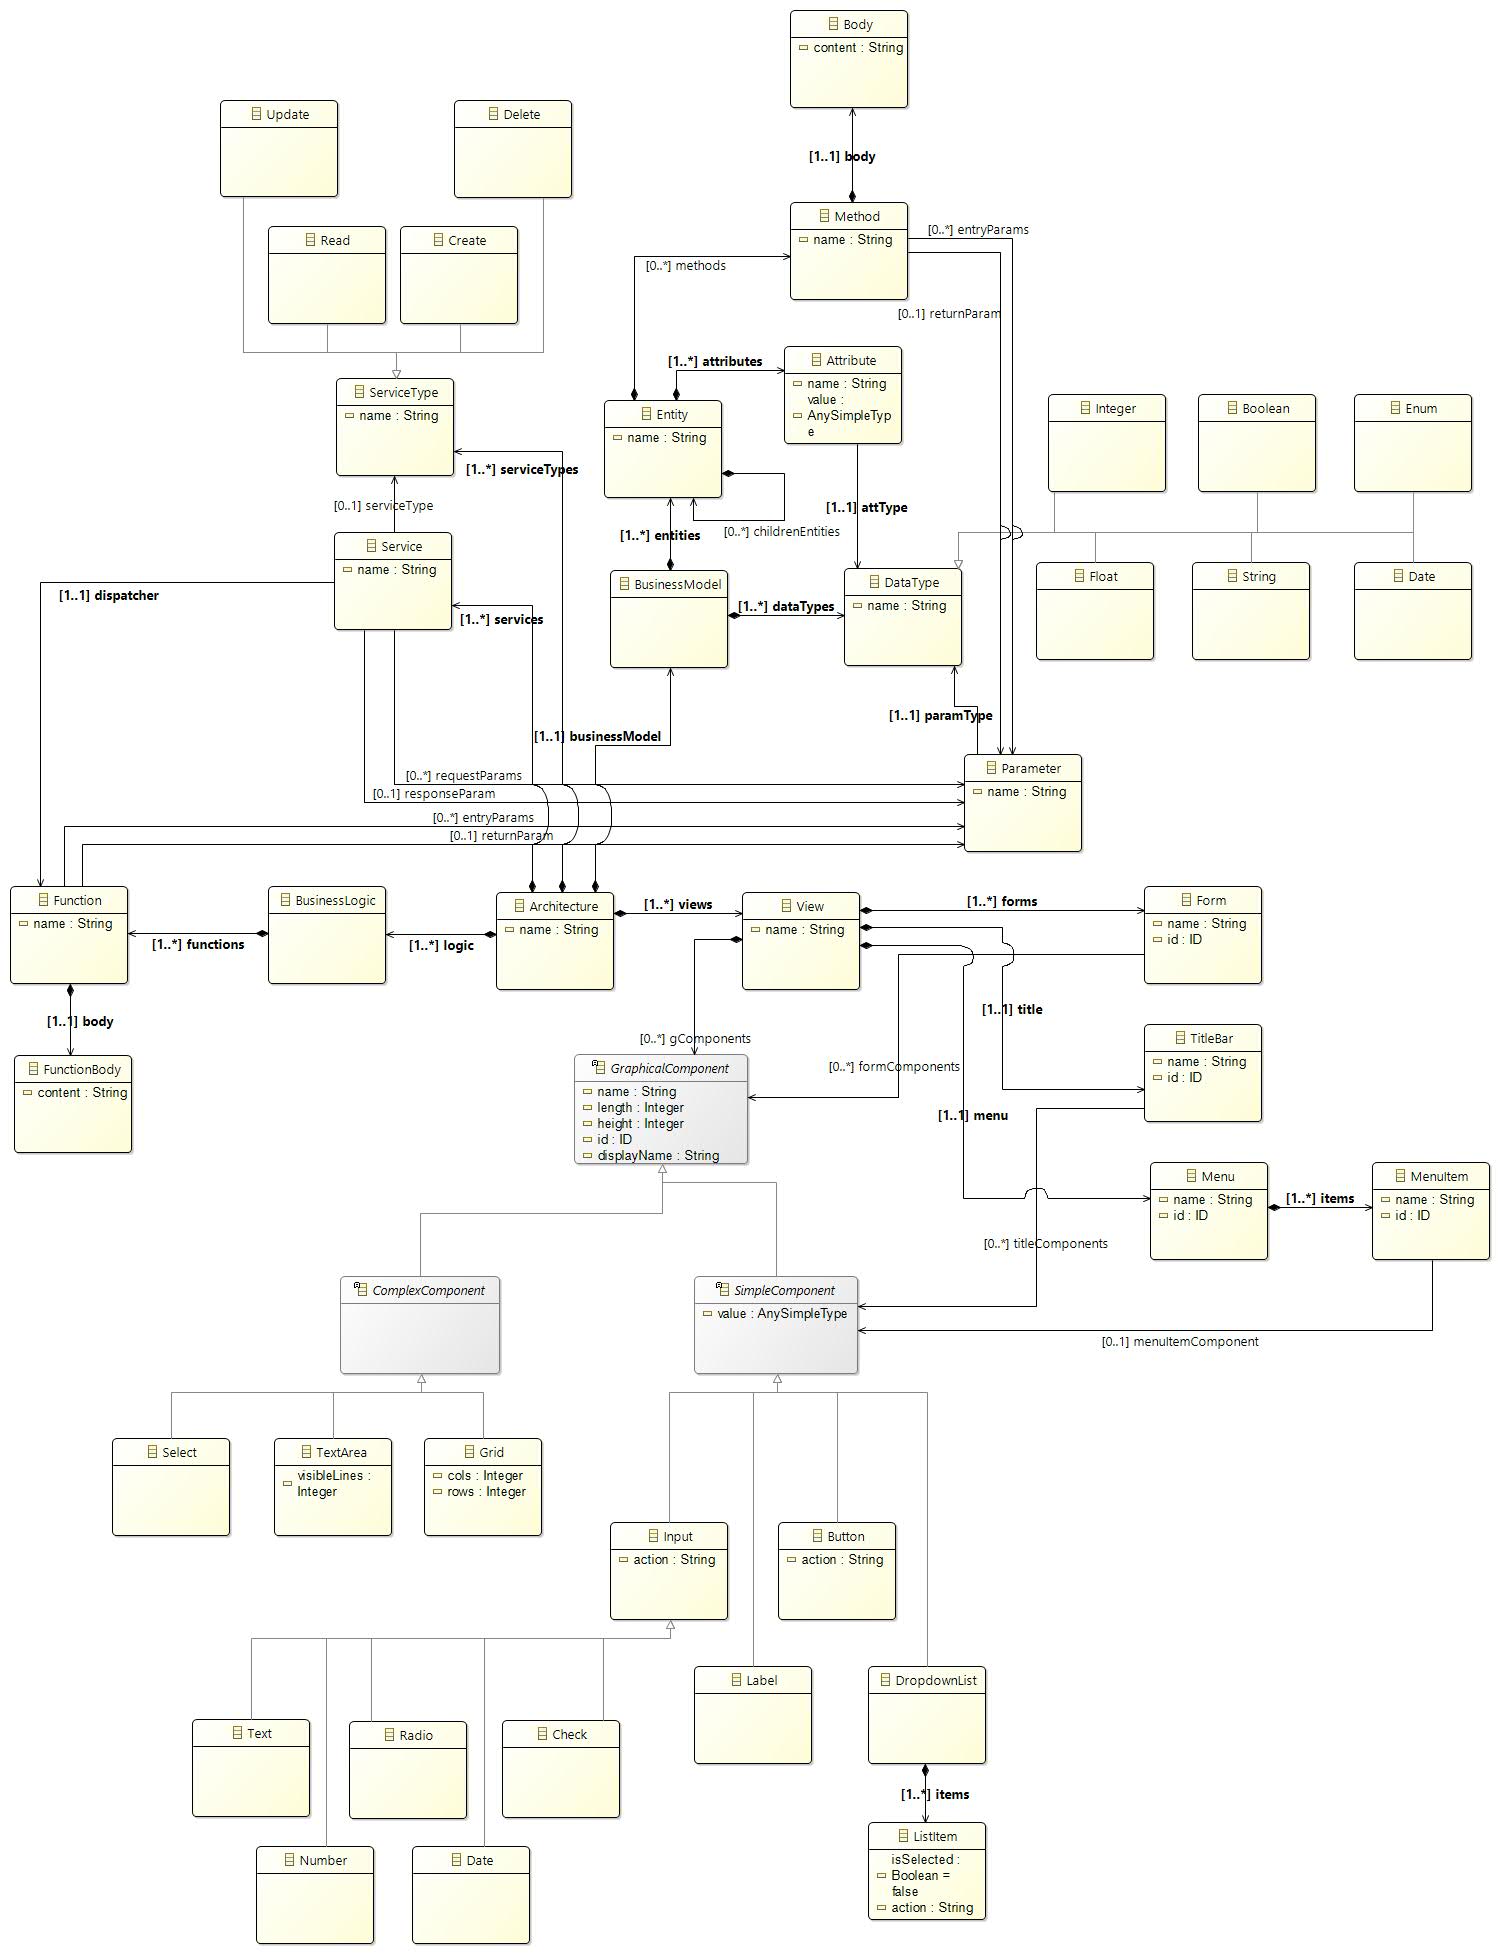 Body
content : String
Update
Delete
[1..1] body
Method
name : String
[0..*] entryParams
Read
Create
[0..*] methods
[0..1] returnParam
[1..*] attributes
Attribute
name : String
value :
AnySimpleTyp
e
ServiceType
name : String
Entity
name : String
Integer
Boolean
Enum
[1..*] serviceTypes
[0..1] serviceType
[1..1] attType
[1..*] entities
[0..*] childrenEntities
Service
name : String
BusinessModel
DataType
name : String
Float
String
Date
[1..1] dispatcher
[1..*] dataTypes
[1..*] services
[1..1] paramType
[1..1] businessModel
Parameter
name : String
[0..*] requestParams
[0..1] responseParam
[0..*] entryParams
[0..1] returnParam
Function
name : String
BusinessLogic
Architecture
name : String
[1..*] views
View
name : String
[1..*] forms
Form
name : String
id : ID
[1..*] functions
[1..*] logic
[1..1] body
[1..1] title
[0..*] gComponents
TitleBar
name : String
id : ID
FunctionBody
content : String
GraphicalComponent
name : String
length : Integer
height : Integer
id : ID
displayName : String
[0..*] formComponents
[1..1] menu
Menu
name : String
id : ID
[1..*] items
MenuItem
name : String
id : ID
[0..*] titleComponents
ComplexComponent
SimpleComponent
value : AnySimpleType
[0..1] menuItemComponent
Select
TextArea
visibleLines :
Integer
Grid
cols : Integer
rows : Integer
Input
action : String
Button
action : String
Label
DropdownList
Text
Radio
Check
[1..*] items
ListItem
isSelected :
Boolean =
false
action : String
Number
Date